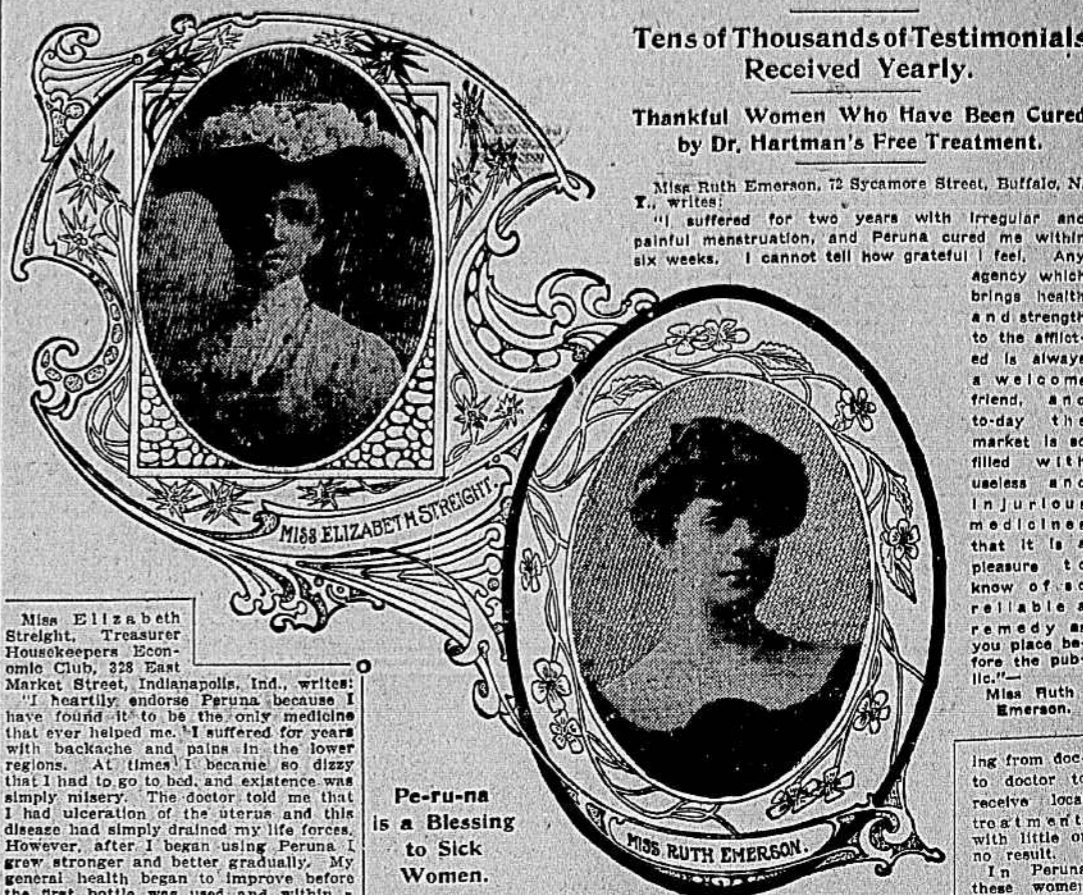 Tens of Thousands of Testimonials
Received Yearly.
Thankful Women Who Have Been Cured
by Dr. Hartman's Free Treatment.
Miss Ruth Emerson, 72 Sycamore Street, Buffalo, N.
Y., writes:
"I suffered for two years with irregular and
painful menstruation, and Peruna cured me within
six weeks. I cannot tell how grateful I feel. Any
agency which
brings health
and strength
to the afflict-
ed is always
a welcome
friend, and
to-day the
market is so
filled with
useless and
injurious
medicines
that it is a
pleasure to
know of so
reliable a
remedy as
you place be-
fore the pub-
lic."—
Miss Ruth
Emerson.
MISS ELIZABETH STREIGHT.
MISS RUTH EMERSON.
Miss Elizabeth
Streight, Treasurer
Housekeepers Econ-
omic Club, 328 East
Market Street, Indianapolis, Ind., writes:
"I heartily endorse Peruna because I
have found it to be the only medicine
that ever helped me. I suffered for years
with backache and pains in the lower
regions. At times I became so dizzy
that I had to go to bed, and existence was
simply misery. The doctor told me that
I had ulceration of the uterus and this
disease had simply drained my life forces.
However, after I began using Peruna I
grew stronger and better gradually. My
general health began to improve before
the first bottle was used and within a
Pe-ru-na
is a Blessing
to Sick
Women.
ing from doc-
to doctor to
receive local
treatment
with little or
no result.
In Peruna
these women